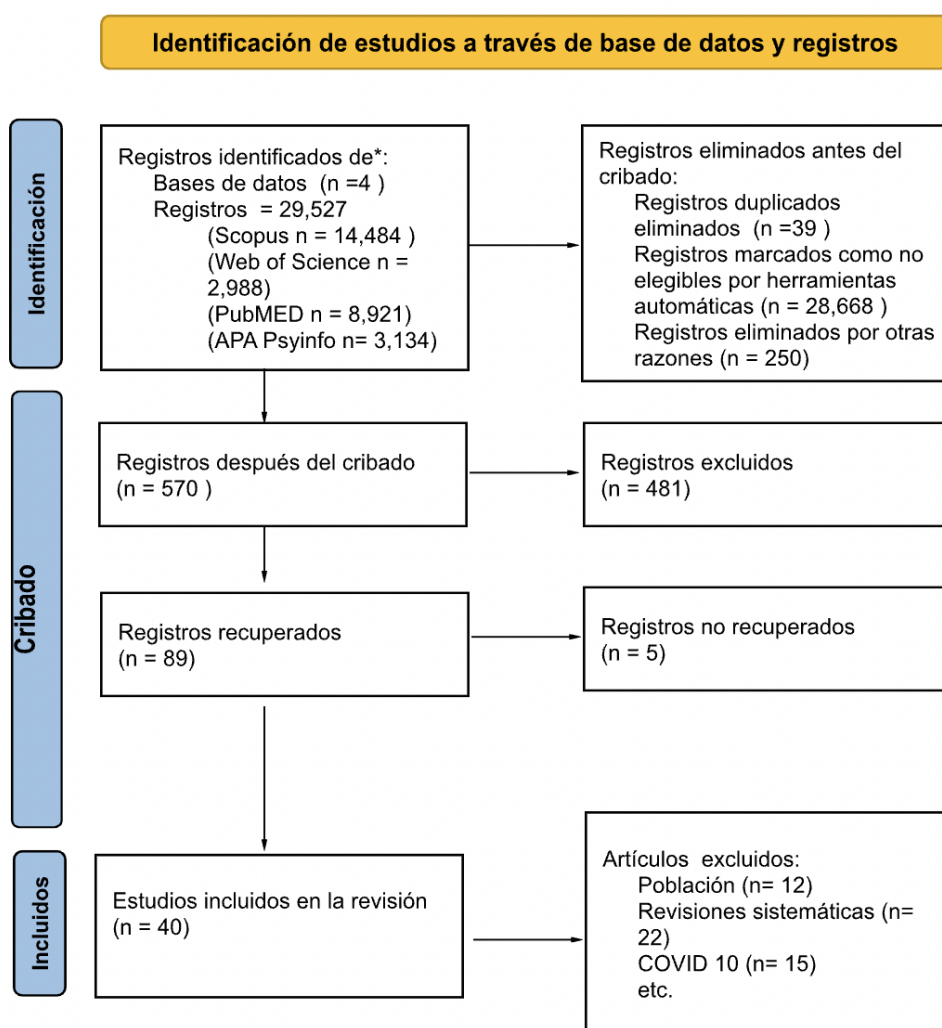 Identificación de estudios a través de base de datos y registros
Identificación
Registros identificados de*:
Bases de datos (n =4 )
Registros = 29,527
(Scopus n = 14,484 )
(Web of Science n =
2,988)
(PubMED n = 8,921)
(APA Psyinfo n= 3,134)
Registros eliminados antes del
cribado:
Registros duplicados
eliminados (n =39 )
Registros marcados como no
elegibles por herramientas
automáticas (n = 28,668 )
Registros eliminados por otras
razones (n = 250)
Cribado
Registros después del cribado
(n = 570 )
Registros excluidos
(n = 481)
Registros recuperados
(n = 89)
Registros no recuperados
(n = 5)
Incluidos
Estudios incluidos en la revisión
(n = 40)
Artículos excluidos:
Población (n= 12)
Revisiones sistemáticas (n=
22)
COVID 10 (n= 15)
etc.